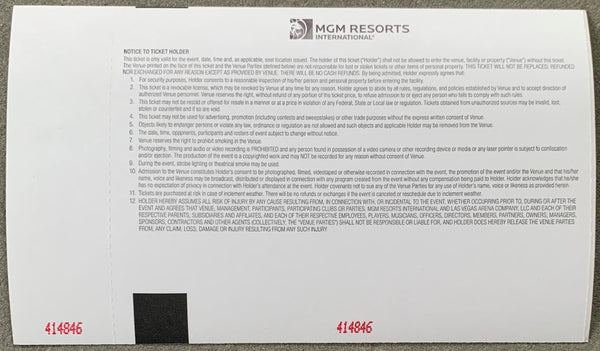 MGM RESORTS
INTERNATIONAL
NOTICE TO TICKET HOLDER
This ticket is only valid for the event, date, time and, as applicable, seat location issued. The holder of this ticket ("Holder") shall not be allowed to enter the venue, facility or property ("Venue") without this ticket.
The Venue printed on the face of this ticket and the Venue Parties (defined below) are not responsible for lost or stolen tickets or other items of personal property. THIS TICKET WILL NOT BE REPLACED, REFUNDED
NOR EXCHANGED FOR ANY REASON EXCEPT AS PROVIDED BY VENUE. THERE WILL BE NO CASH REFUNDS. By being admitted, Holder expressly agrees that:
1. For security purposes, Holder consents to a reasonable inspection of his/her person and personal property before entering the facility.
2. This ticket is a revocable license, which may be revoked by Venue at any time for any reason. Holder agrees to abide by all rules, regulations, and policies established by Venue and to accept direction of
authorized Venue personnel. Venue reserves the right, without refund of any portion of the ticket price, to refuse admission to or eject any person who fails to comply with such rules.
3. This ticket may not be resold or offered for resale in a manner or at a price in violation of any Federal, State or Local law or regulation. Tickets obtained from unauthorized sources may be invalid, lost,
stolen or counterfeit and if so are void.
4. This ticket may not be used for advertising, promotion (including contests and sweepstakes) or other trade purposes without the express written consent of Venue.
5. Objects likely to endanger persons or violate any law, ordinance or regulation are not allowed and such objects and applicable Holder may be removed from the Venue.
6. The date, time, opponents, participants and rosters of event subject to change without notice.
7. Venue reserves the right to prohibit smoking in the Venue.
8. Photography, filming and audio or video recording is PROHIBITED and any person found in possession of a video camera or other recording device or media or any laser pointer is subject to confiscation
and/or ejection. The production of the event is a copyrighted work and may NOT be recorded for any reason without consent of Venue.
9. During the event, strobe lighting or theatrical smoke may be used.
10. Admission to the Venue constitutes Holder's consent to be photographed, filmed, videotaped or otherwise recorded in connection with the event, the promotion of the event and/or the Venue and that his/her
name, voice and likeness may be broadcast, distributed or displayed in connection with any program created from the event without any compensation being paid to Holder. Holder acknowledges that he/she
has no expectation of privacy in connection with Holder's attendance at the event. Holder covenants not to sue any of the Venue Parties for any use of Holder's name, voice or likeness as provided herein.
11. Tickets are purchased at risk in case of inclement weather. There will be no refunds or exchanges if the event is cancelled or reschedule due to inclement weather.
12. HOLDER HEREBY ASSUMES ALL RISK OF INJURY BY ANY CAUSE RESULTING FROM, IN CONNECTION WITH, OR INCIDENTAL TO THE EVENT, WHETHER OCCURRING PRIOR TO, DURING OR AFTER THE
EVENT AND AGREES THAT VENUE, MANAGEMENT, PARTICIPANTS, PARTICIPATING CLUBS OR PARTIES, MGM RESORTS INTERNATIONAL AND LAS VEGAS ARENA COMPANY, LLC AND EACH OF THEIR
RESPECTIVE PARENTS, SUBSIDIARIES AND AFFILIATES, AND EACH OF THEIR RESPECTIVE EMPLOYEES, PLAYERS, MUSICIANS, OFFICERS, DIRECTORS, MEMBERS, PARTNERS, OWNERS, MANAGERS,
SPONSORS, CONTRACTORS AND OTHER AGENTS (COLLECTIVELY, THE "VENUE PARTIES") SHALL NOT BE RESPONSIBLE OR LIABLE FOR, AND HOLDER DOES HEREBY RELEASE THE VENUE PARTIES
FROM, ANY CLAIM, LOSS, DAMAGE OR INJURY RESULTING FROM ANY SUCH INJURY.
414846
414846